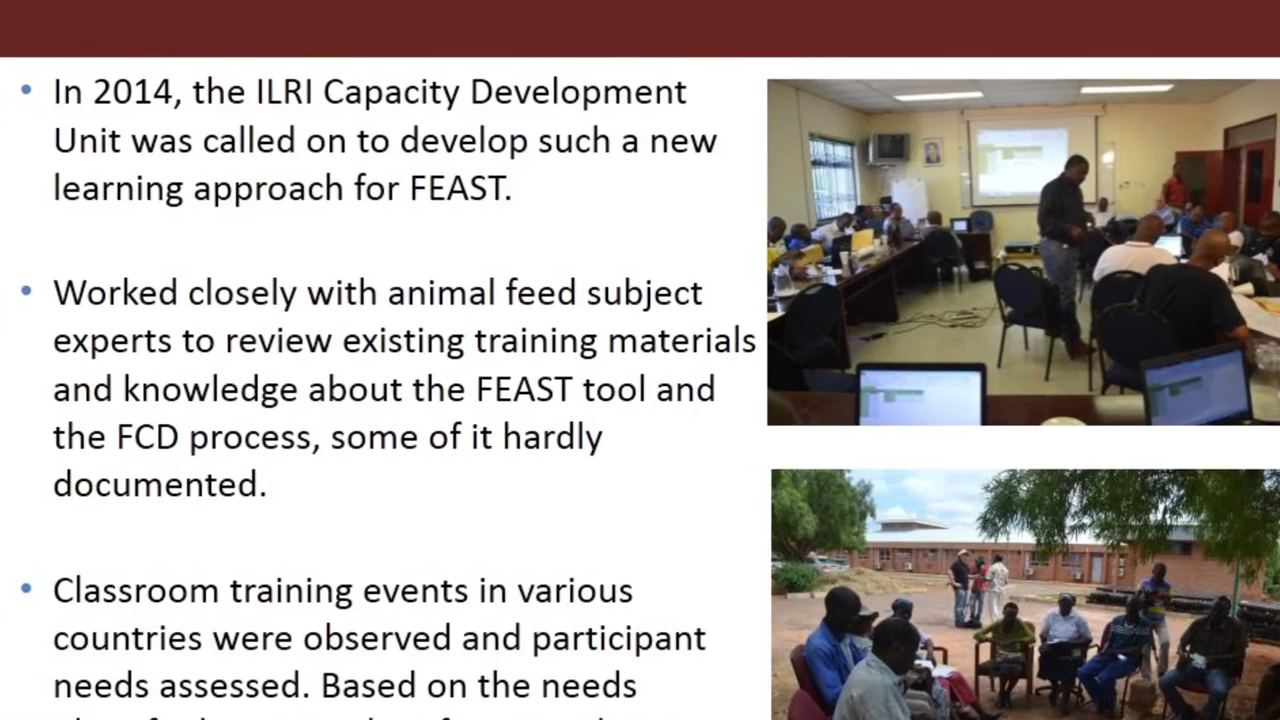 • In 2014, the ILRI Capacity Development
Unit was called on to develop such a new
learning approach for FEAST.
• Worked closely with animal feed subject
experts to review existing training materials
and knowledge about the FEAST tool and
the FCD process, some of it hardly
documented.
• Classroom training events in various
countries were observed and participant
needs assessed. Based on the needs